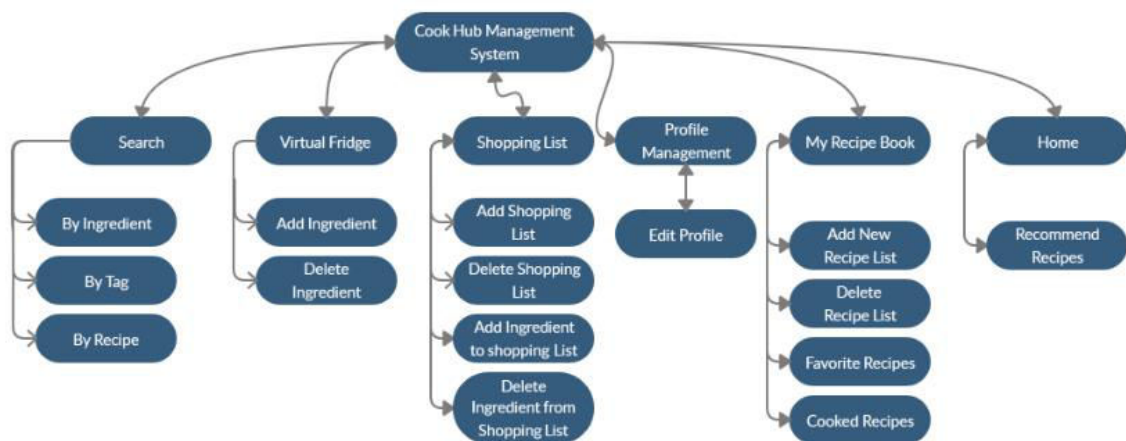 Cook Hub Management
System
Search
Virtual Fridge
Shopping List
Profile
Management
My Recipe Book
Home
By Ingredient
Add Ingredient
Add Shopping
List
Edit Profile
Add New
Recipe List
Recommend
Recipes
By Tag
Delete
Ingredient
Delete Shopping
List
Delete
Recipe List
By Recipe
Add Ingredient
to shopping List
Favorite Recipes
Delete
Ingredient from
Shopping List
Cooked Recipes